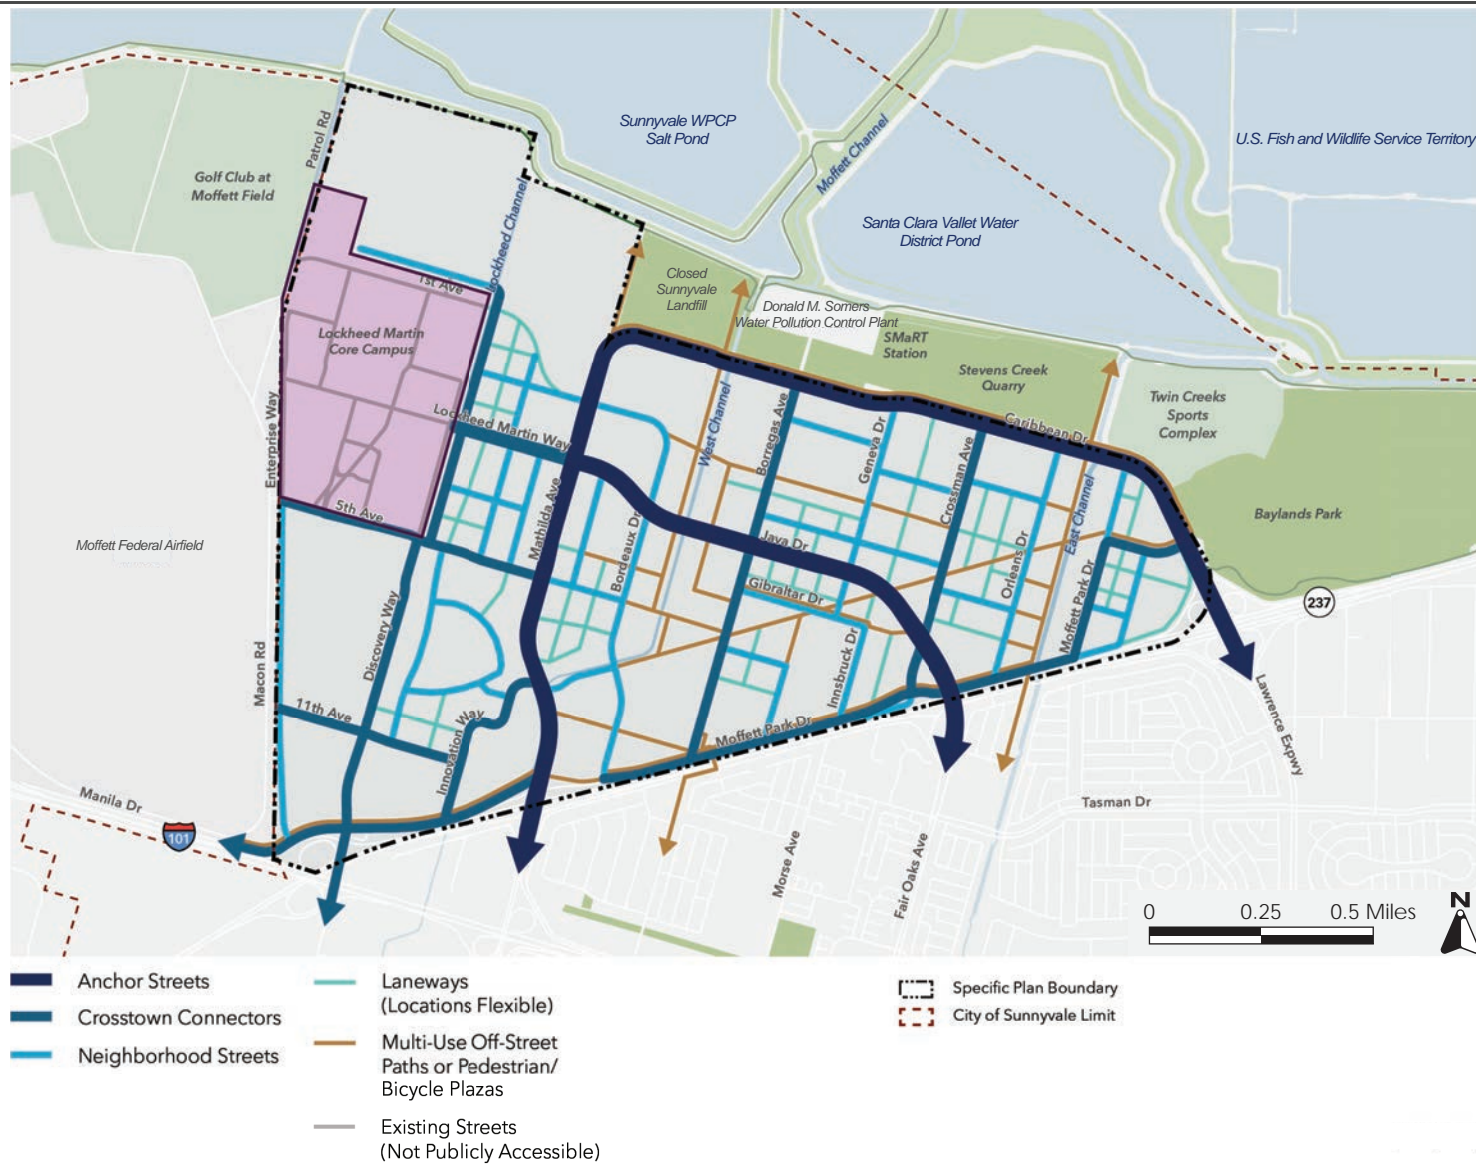 Sunnyvale WPCP
Salt Pond
Moffett Channel
U.S. Fish and Wildlife Service Territory
Patrol Rd
Golf Club at
Moffett Field
Lockheed Channel
Santa Clara Vallet Water
District Pond
Closed
Sunnyvale
Landfill
1st Ave
Donald M. Somers
Water Pollution Control Plant
SMaRT
Station
Lockheed Martin
Core Campus
Stevens Creek
Quarry
Twin Creeks
Sports
Complex
Enterprise Way
Lockheed Martin Way
West Channel
Borregas Ave
Geneva Dr
Crossman Ave
Caribbean Dr
5th Ave
Mathilda Ave
Bordeaux Dr
Java Dr
Orleans Dr
East Channel
Baylands Park
Moffett Federal Airfield
Gibraltar Dr
Moffett Park Dr
237
Discovery Way
Macon Rd
Innsbruck Dr
11th Ave
Innovation Way
Moffett Park Dr
Lawrence Expwy
Manila Dr
101
Tasman Dr
Morse Ave
Fair Oaks Ave
0 0.25 0.5 Miles
N
Anchor Streets
Crosstown Connectors
Neighborhood Streets
Laneways
(Locations Flexible)
Multi-Use Off-Street
Paths or Pedestrian/
Bicycle Plazas
Existing Streets
(Not Publicly Accessible)
Specific Plan Boundary
City of Sunnyvale Limit